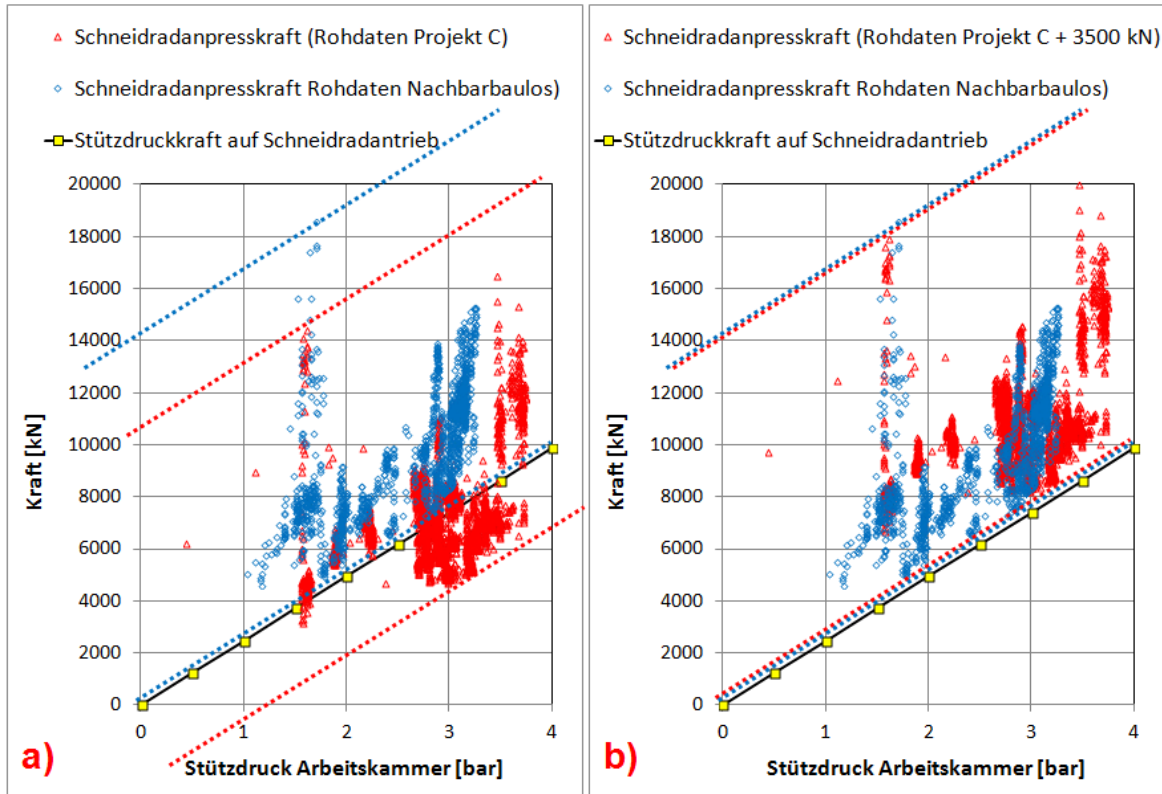 Schneidradanpresskraft (Rohdaten Projekt C)
Schneidradanpresskraft Rohdaten Nachbarbaulos)
Stützdruckkraft auf Schneidradantrieb
20000
18000
16000
14000
12000
10000
8000
6000
4000
2000
0
Kraft [kN]
0 1 2 3 4
Stützdruck Arbeitskammer [bar]
a)
Schneidradanpresskraft (Rohdaten Projekt C + 3500 kN)
Schneidradanpresskraft Rohdaten Nachbarbaulos)
Stützdruckkraft auf Schneidradantrieb
20000
18000
16000
14000
12000
10000
8000
6000
4000
2000
0
Kraft [kN]
0 1 2 3 4
Stützdruck Arbeitskammer [bar]
b)